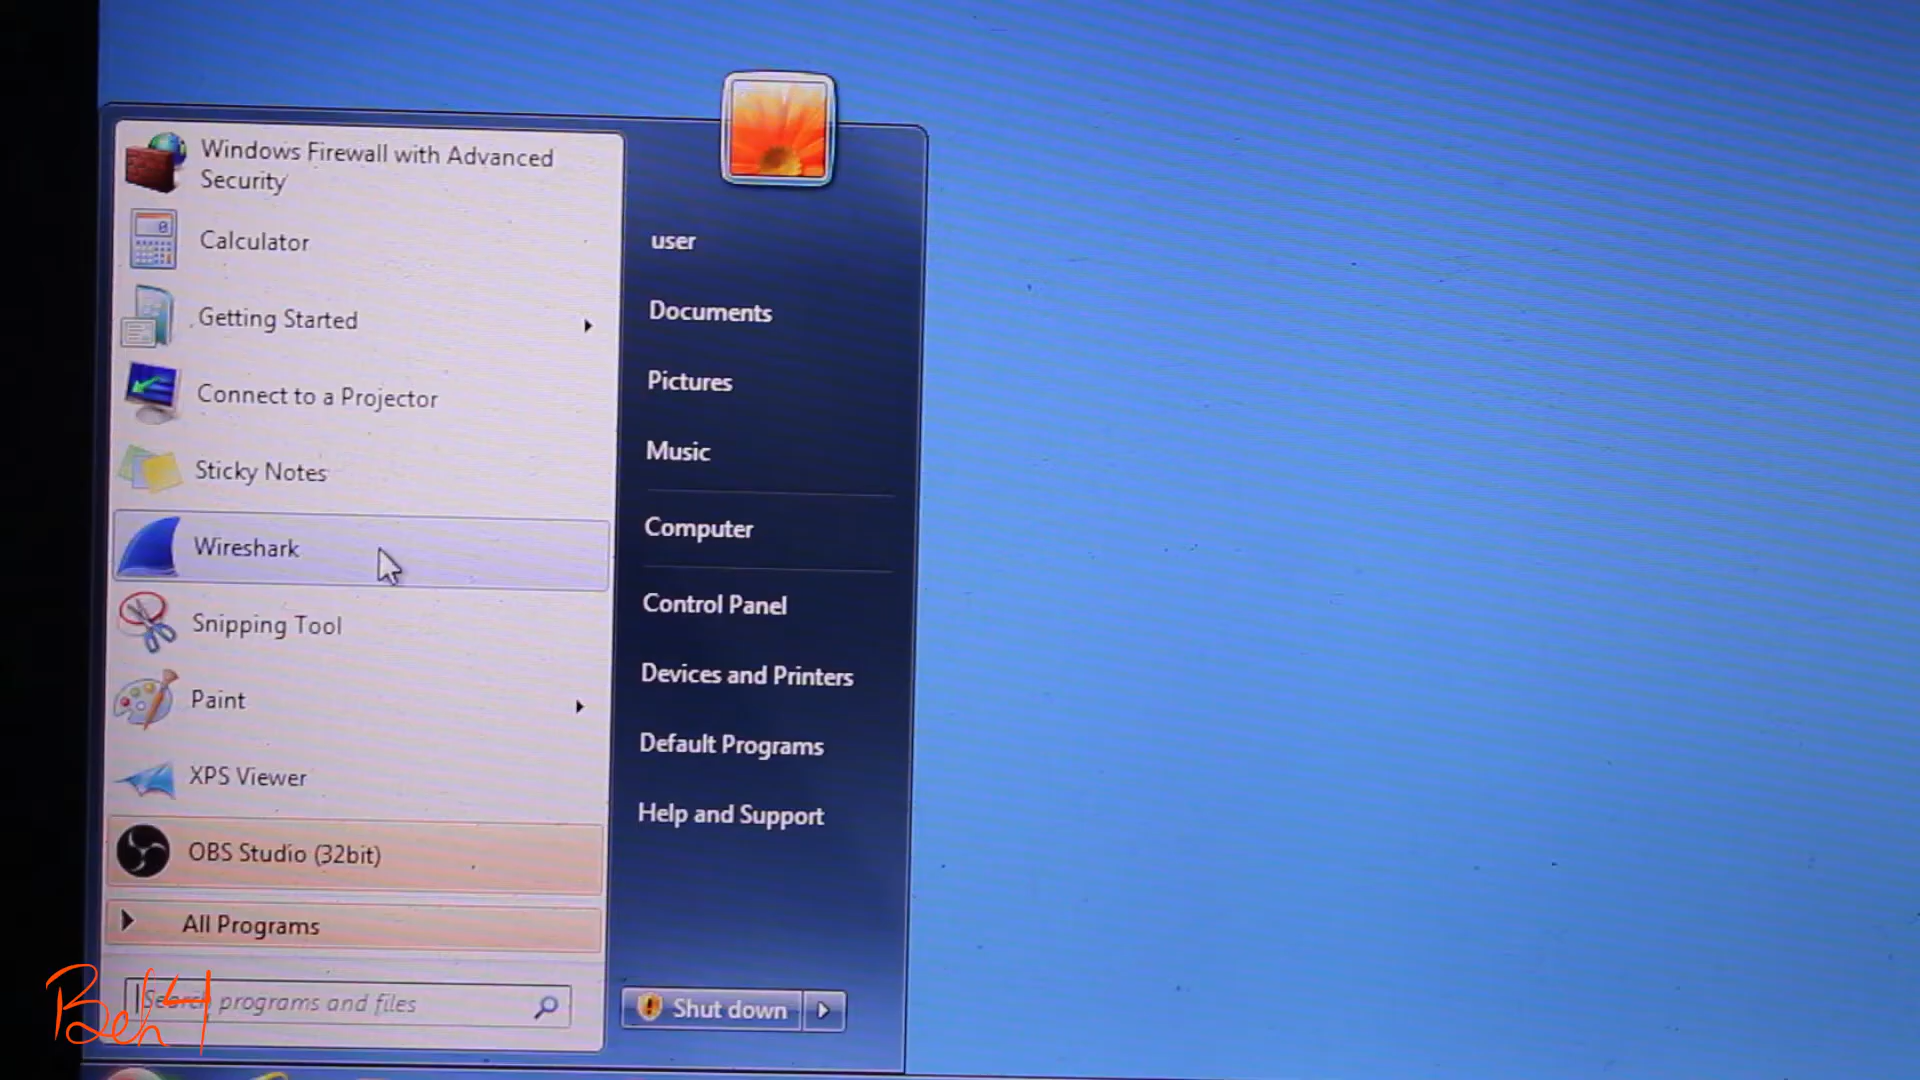 Windows Firewall with Advanced
Security
Calculator
Getting Started
Connect to a Projector
Sticky Notes
Wireshark
Snipping Tool
Paint
XPS Viewer
OBS Studio (32bit)
All Programs
Search programs and files
user
Documents
Pictures
Music
Computer
Control Panel
Devices and Printers
Default Programs
Help and Support
Shut down